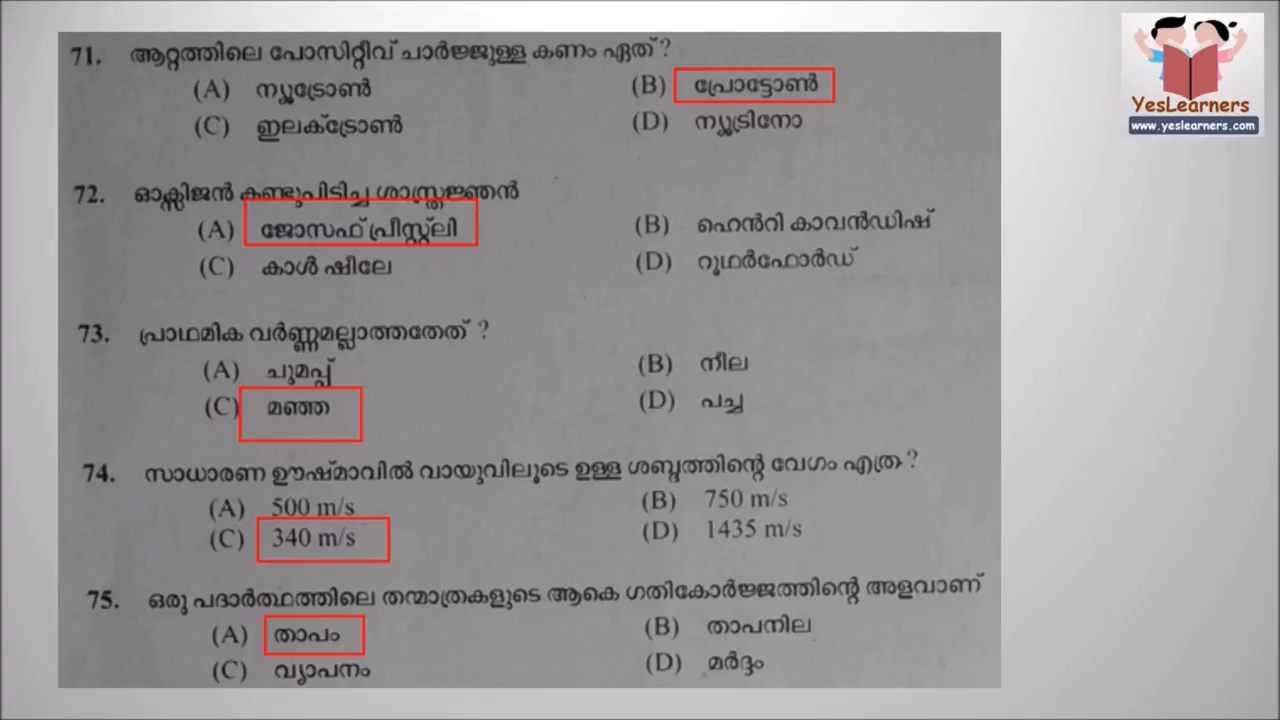 71. ആറ്റത്തിലെ പോസിറ്റീവ് ചാർജ്ജുള്ള കണം ഏത് ?
(A) ന്യൂട്രോൺ (B) പ്രോട്ടോൺ
(C) ഇലക്ട്രോൺ (D) ന്യൂട്രിനോ
72. ഓക്സിജൻ കണ്ടുപിടിച്ച ശാസ്ത്രജ്ഞൻ
(A) ജോസഫ് പ്രീസ്റ്റ്ലി (B) ഹെൻറി കാവൻഡിഷ്
(C) കാൾ ഷീലേ (D) റൂഥർഫോർഡ്
73. പ്രാഥമിക വർണ്ണമല്ലാത്തതേത് ?
(A) ചുമപ്പ് (B) നീല
(C) മഞ്ഞ (D) പച്ച
74. സാധാരണ ഊഷ്മാവിൽ വായുവിലൂടെ ഉള്ള ശബ്ദത്തിന്റെ വേഗം എത്ര ?
(A) 500 m/s (B) 750 m/s
(C) 340 m/s (D) 1435 m/s
75. ഒരു പദാർത്ഥത്തിലെ തന്മാത്രകളുടെ ആകെ ഗതികോർജ്ജത്തിന്റെ അളവാണ്
(A) താപം (B) താപനില
(C) വ്യാപനം (D) മർദ്ദം
YesLearners
www.yeslearners.com